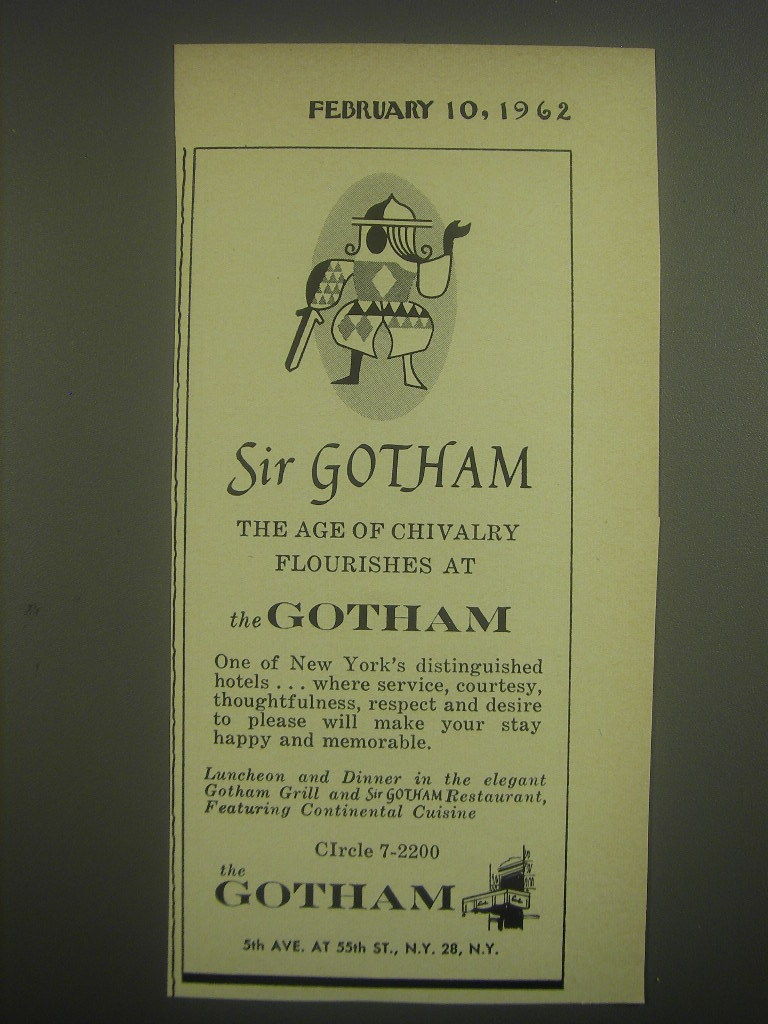 FEBRUARY 10, 1962
Sir GOTHAM
THE AGE OF CHIVALRY
FLOURISHES AT
the GOTHAM
One of New York's distinguished
hotels . . . where service, courtesy,
thoughtfulness, respect and desire
to please will make your stay
happy and memorable.
Luncheon and Dinner in the elegant
Gotham Grill and Sir GOTHAM Restaurant,
Featuring Continental Cuisine
CIrcle 7-2200
the
GOTHAM
5th AVE. AT 55th ST., N.Y. 28, N.Y.